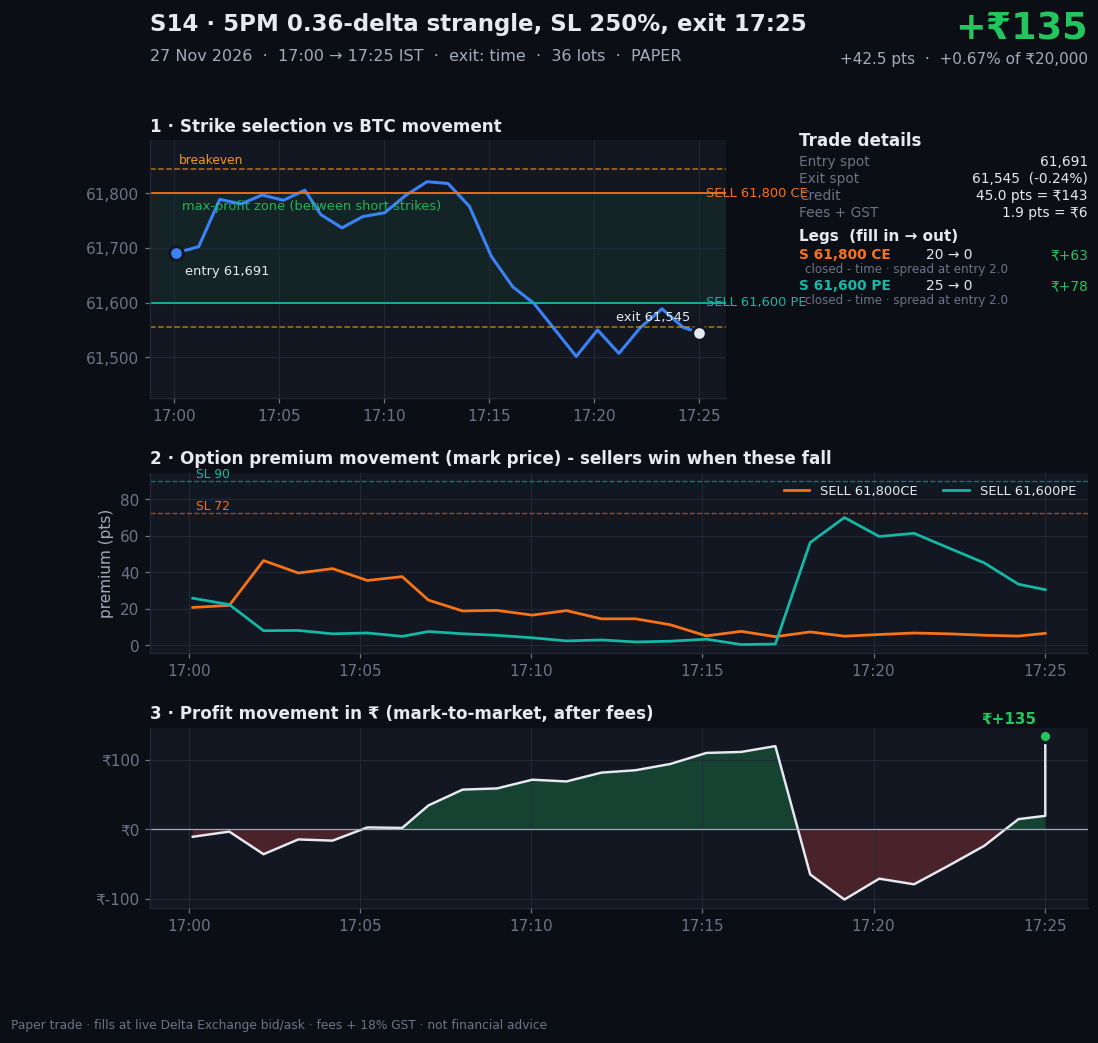 S14 · 5PM 0.36-delta strangle, SL 250%, exit 17:25
+₹135
27 Nov 2026 · 17:00 → 17:25 IST · exit: time · 36 lots · PAPER
+42.5 pts · +0.67% of ₹20,000
1 · Strike selection vs BTC movement
breakeven
SELL 61,800 CE
max-profit zone (between short strikes)
entry 61,691
SELL 61,600 PE
exit 61,545
61,800
61,700
61,600
61,500
17:00 17:05 17:10 17:15 17:20 17:25
Trade details
Entry spot 61,691
Exit spot 61,545 (-0.24%)
Credit 45.0 pts = ₹143
Fees + GST 1.9 pts = ₹6
Legs (fill in → out)
S 61,800 CE 20 → 0 ₹+63
closed - time · spread at entry 2.0
S 61,600 PE 25 → 0 ₹+78
closed - time · spread at entry 2.0
2 · Option premium movement (mark price) - sellers win when these fall
SL 90
SL 72
SELL 61,800CE SELL 61,600PE
premium (pts)
80
60
40
20
0
17:00 17:05 17:10 17:15 17:20 17:25
3 · Profit movement in ₹ (mark-to-market, after fees)
₹+135
₹100
₹0
₹-100
17:00 17:05 17:10 17:15 17:20 17:25
Paper trade · fills at live Delta Exchange bid/ask · fees + 18% GST · not financial advice